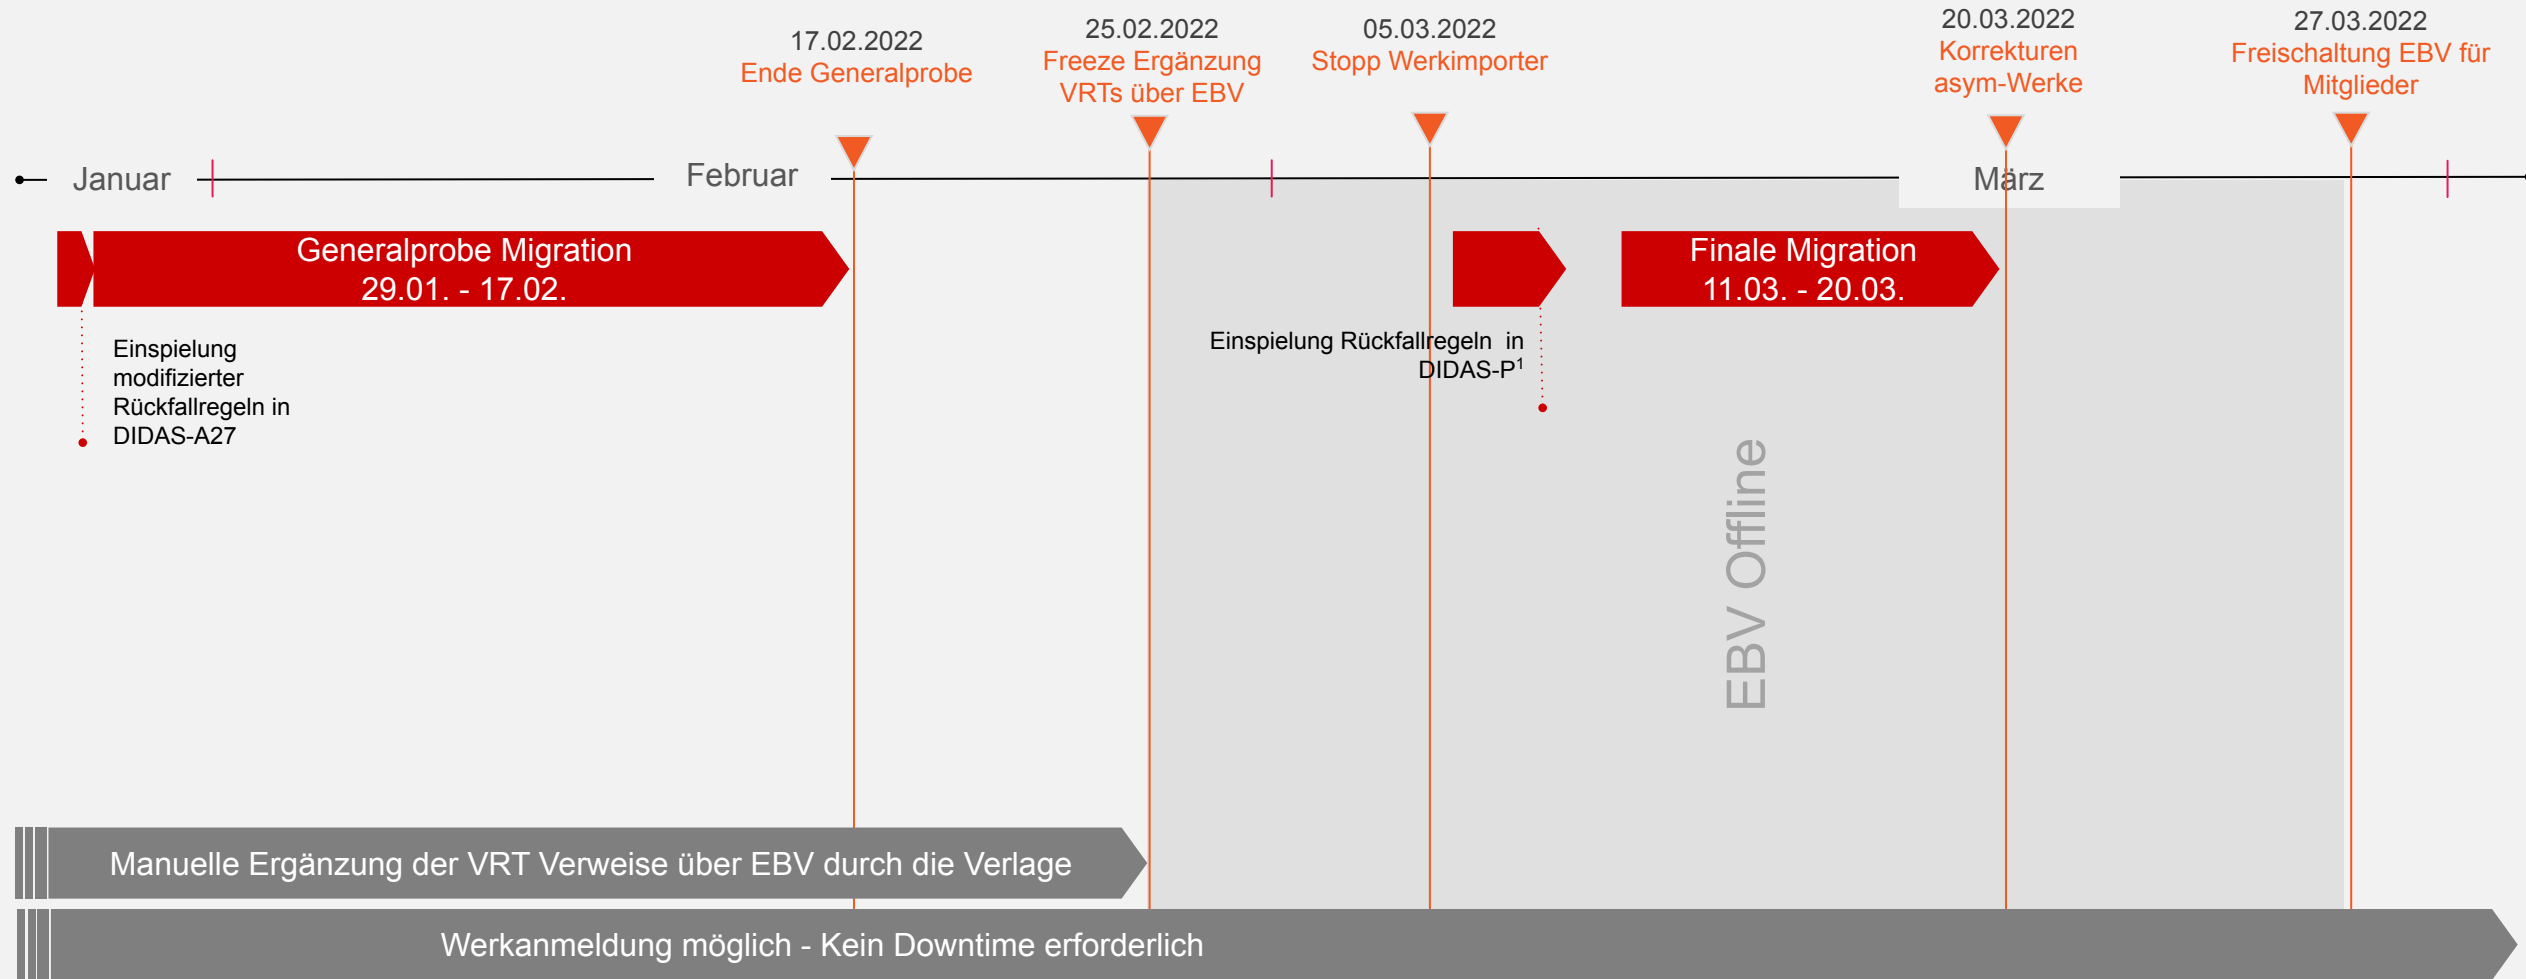 17.02.2022
Ende Generalprobe
25.02.2022
Freeze Ergänzung
VRTs über EBV
05.03.2022
Stopp Werkimporter
20.03.2022
Korrekturen
asym-Werke
27.03.2022
Freischaltung EBV für
Mitglieder
Januar
Februar
März
Generalprobe Migration
29.01. - 17.02.
Finale Migration
11.03. - 20.03.
Einspielung
modifizierter
Rückfallregeln in
DIDAS-A27
Einspielung Rückfallregeln in
DIDAS-P¹
EBV Offline
Manuelle Ergänzung der VRT Verweise über EBV durch die Verlage
Werkanmeldung möglich - Kein Downtime erforderlich